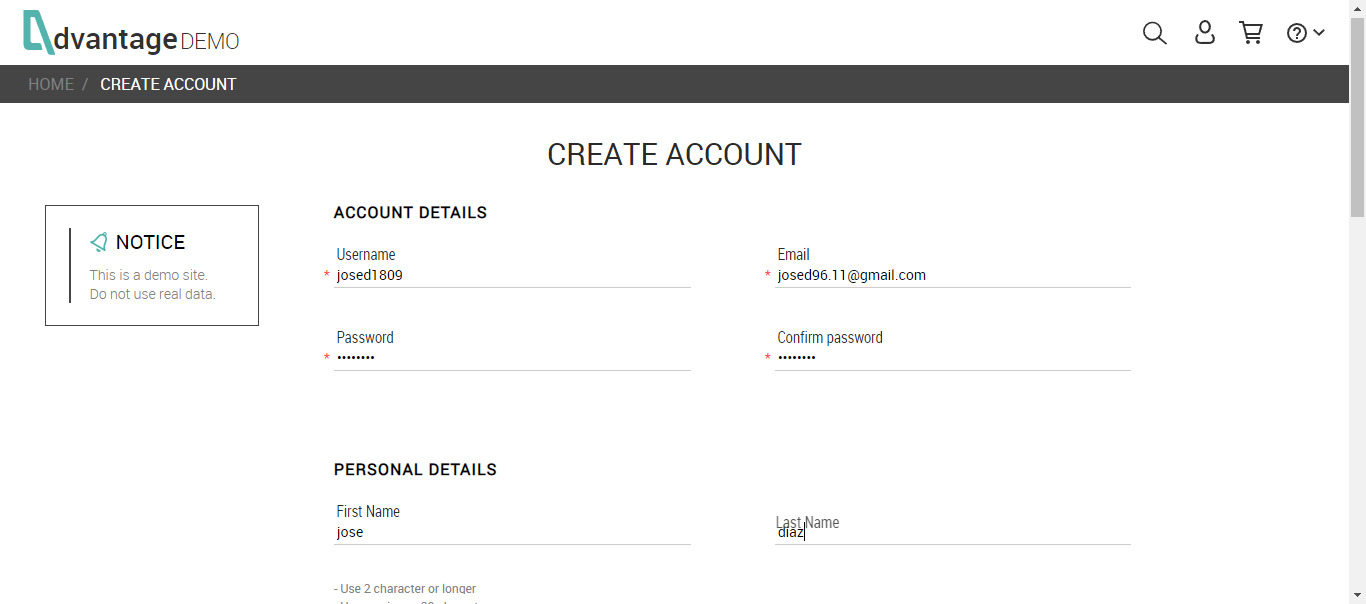 dvantage DEMO
HOME / CREATE ACCOUNT
CREATE ACCOUNT
NOTICE
This is a demo site.
Do not use real data.
ACCOUNT DETAILS
Username
* josed1809
Email
* josed96.11@gmail.com
Password
* ••••••••
Confirm password
* ••••••••
PERSONAL DETAILS
First Name
jose
Last Name
diaz
- Use 2 character or longer